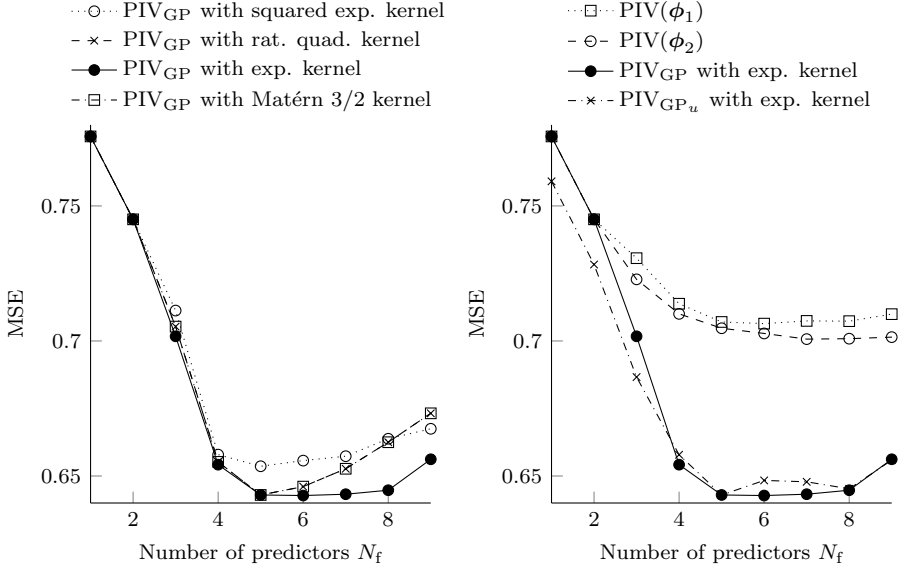 PIV_GP with squared exp. kernel
PIV_GP with rat. quad. kernel
PIV_GP with exp. kernel
PIV_GP with Matérn 3/2 kernel
0.75
0.7
0.65
MSE
2 4 6 8
Number of predictors N_f
PIV(ϕ_1)
PIV(ϕ_2)
PIV_GP with exp. kernel
PIV_GP_u with exp. kernel
0.75
0.7
0.65
MSE
2 4 6 8
Number of predictors N_f